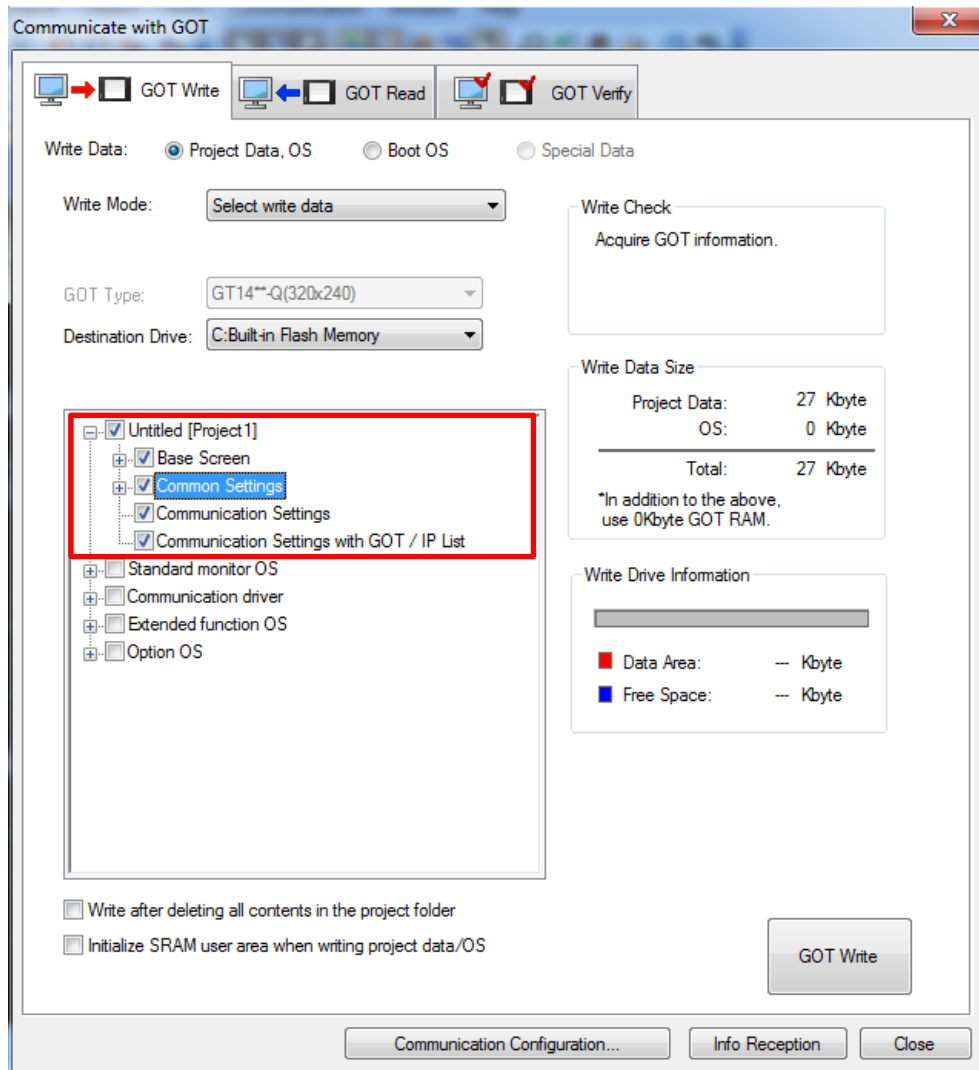 Communicate with GOT
GOT Write
GOT Read
GOT Verify
Write Data:
Project Data, OS
Boot OS
Special Data
Write Mode:
Select write data
GOT Type:
GT14**-Q(320x240)
Destination Drive:
C:Built-in Flash Memory
Untitled [Project1]
Base Screen
Common Settings
Communication Settings
Communication Settings with GOT / IP List
Standard monitor OS
Communication driver
Extended function OS
Option OS
Write Check
Acquire GOT information.
Write Data Size
Project Data: 27 Kbyte
OS: 0 Kbyte
Total: 27 Kbyte
*In addition to the above,
use 0Kbyte GOT RAM.
Write Drive Information
Data Area: --- Kbyte
Free Space: --- Kbyte
Write after deleting all contents in the project folder
Initialize SRAM user area when writing project data/OS
GOT Write
Communication Configuration...
Info Reception
Close